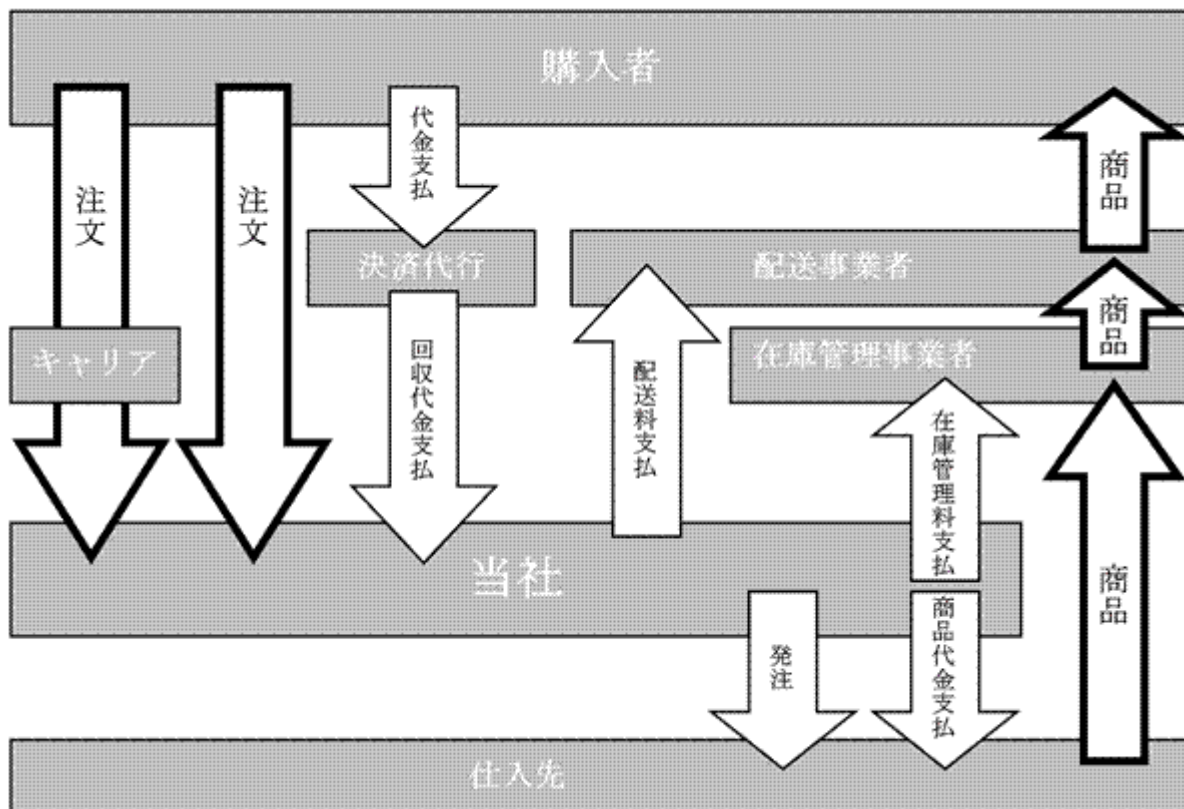 購入者
注文
注文
代金支払
商品
決済代行
配送事業者
キャリア
回収代金支払
配送料支払
在庫管理事業者
商品
在庫管理料支払
商品
当社
発注
商品代金支払
仕入先